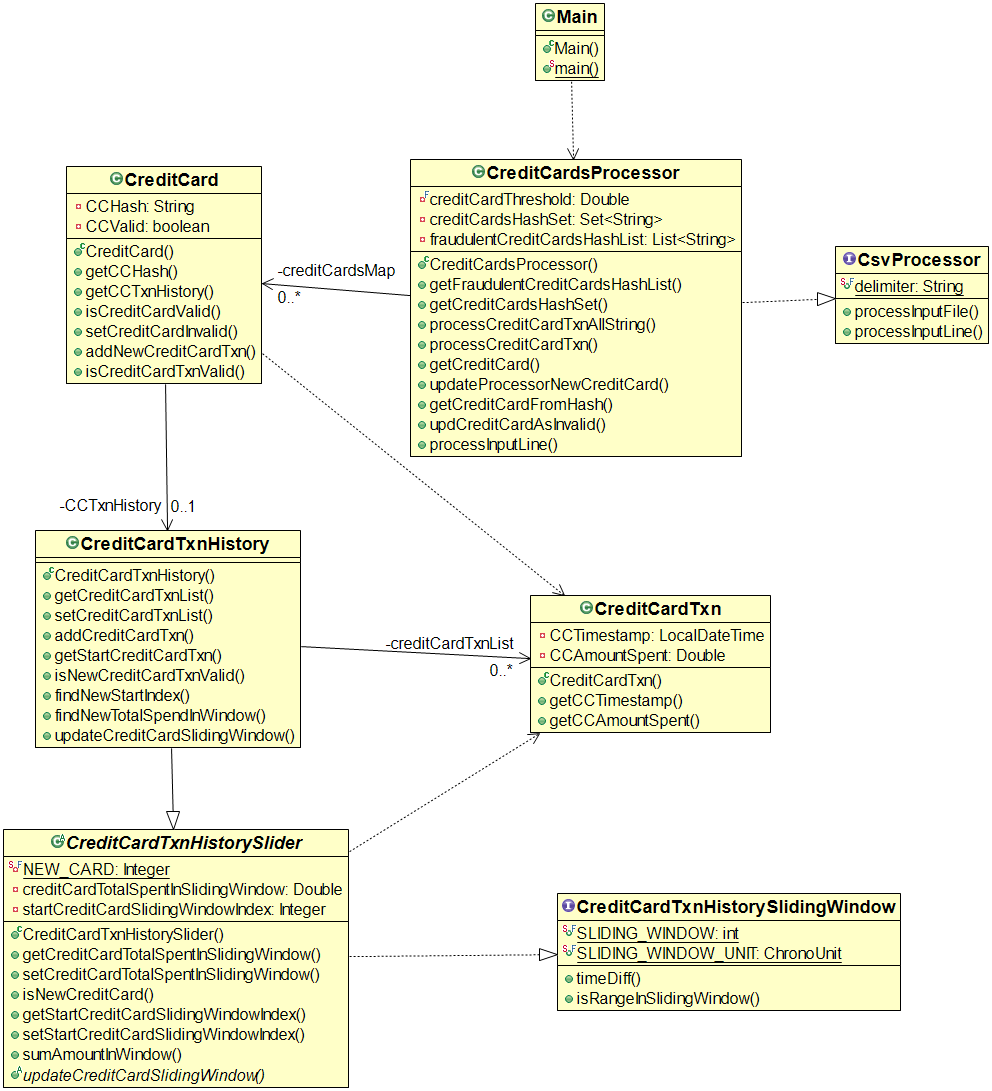 Main
Main()
main()
CreditCard
CCHash: String
CCValid: boolean
CreditCard()
getCCHash()
getCCTxnHistory()
isCreditCardValid()
setCreditCardInvalid()
addNewCreditCardTxn()
isCreditCardTxnValid()
-creditCardsMap
0..*
CreditCardsProcessor
creditCardThreshold: Double
creditCardsHashSet: Set<String>
fraudulentCreditCardsHashList: List<String>
CreditCardsProcessor()
getFraudulentCreditCardsHashList()
getCreditCardsHashSet()
processCreditCardTxnAllString()
processCreditCardTxn()
getCreditCard()
updateProcessorNewCreditCard()
getCreditCardFromHash()
updCreditCardAsInvalid()
processInputLine()
CsvProcessor
delimiter: String
processInputFile()
processInputLine()
-CCTxnHistory
0..1
CreditCardTxnHistory
CreditCardTxnHistory()
getCreditCardTxnList()
setCreditCardTxnList()
addCreditCardTxn()
getStartCreditCardTxn()
isNewCreditCardTxnValid()
findNewStartIndex()
findNewTotalSpendInWindow()
updateCreditCardSlidingWindow()
-creditCardTxnList
0..*
CreditCardTxn
CCTimestamp: LocalDateTime
CCAmountSpent: Double
CreditCardTxn()
getCCTimestamp()
getCCAmountSpent()
CreditCardTxnHistorySlider
NEW_CARD: Integer
creditCardTotalSpentInSlidingWindow: Double
startCreditCardSlidingWindowIndex: Integer
CreditCardTxnHistorySlider()
getCreditCardTotalSpentInSlidingWindow()
setCreditCardTotalSpentInSlidingWindow()
isNewCreditCard()
getStartCreditCardSlidingWindowIndex()
setStartCreditCardSlidingWindowIndex()
sumAmountInWindow()
updateCreditCardSlidingWindow()
CreditCardTxnHistorySlidingWindow
SLIDING_WINDOW: int
SLIDING_WINDOW_UNIT: ChronoUnit
timeDiff()
isRangeInSlidingWindow()